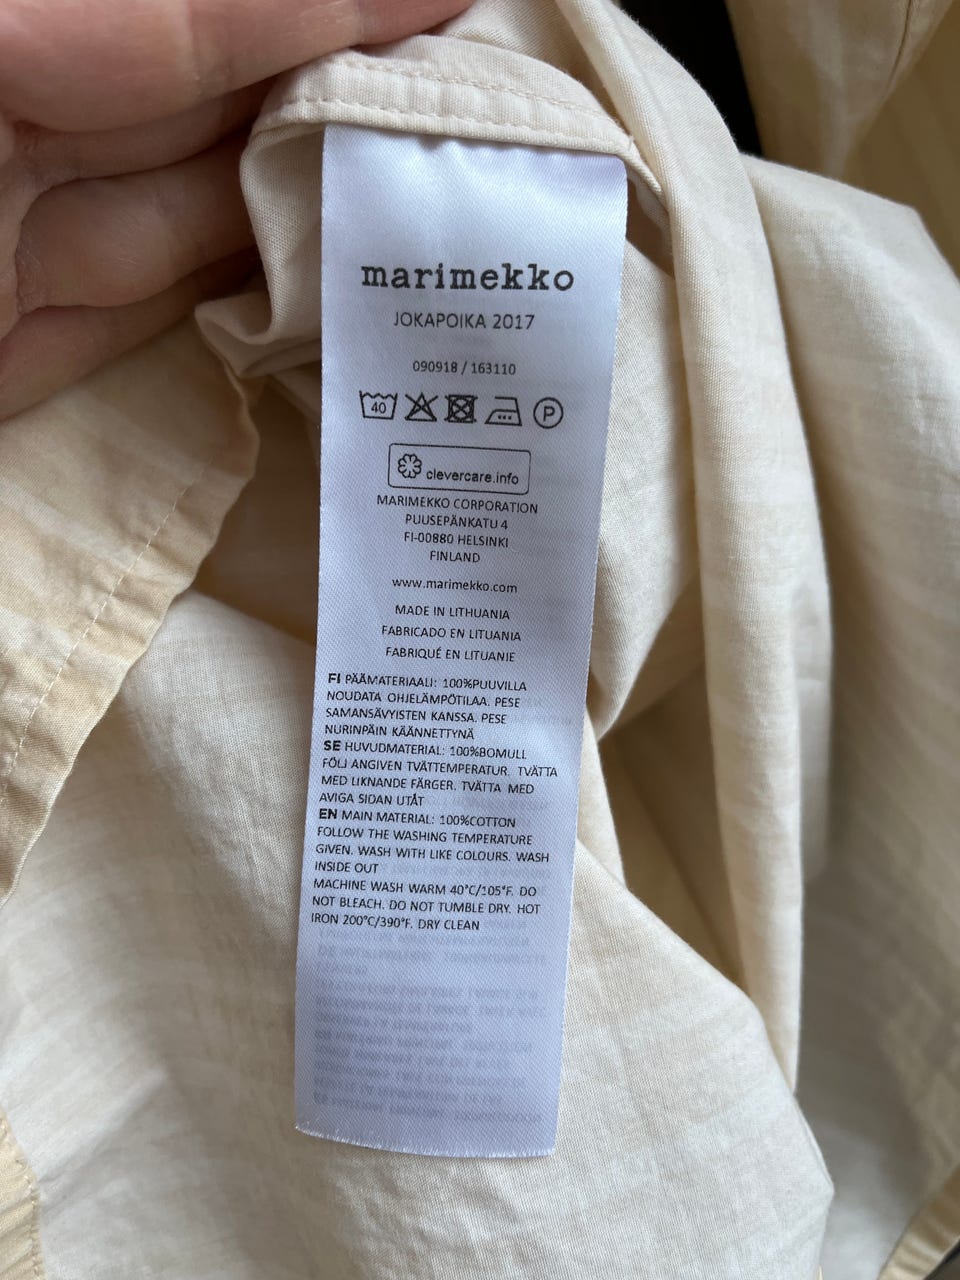 marimekko
JOKAPOIKA 2017
090918 / 163110
40 P
clevercare.info
MARIMEKKO CORPORATION
PUUSEPÄNKATU 4
FI-00880 HELSINKI
FINLAND
www.marimekko.com
MADE IN LITHUANIA
FABRICADO EN LITUANIA
FABRIQUÉ EN LITUANIE
FI PÄÄMATERIAALI: 100%PUUVILLA
NOUDATA OHJELÄMPÖTILAA. PESE
SAMANSÄVYISTEN KANSSA. PESE
NURINPÄIN KÄÄNNETTYNÄ
SE HUVUDMATERIAL: 100%BOMULL
FÖLJ ANGIVEN TVÄTTEMPERATUR. TVÄTTA
MED LIKNANDE FÄRGER. TVÄTTA MED
AVIGA SIDAN UTÅT
EN MAIN MATERIAL: 100%COTTON
FOLLOW THE WASHING TEMPERATURE
GIVEN. WASH WITH LIKE COLOURS. WASH
INSIDE OUT
MACHINE WASH WARM 40°C/105°F. DO
NOT BLEACH. DO NOT TUMBLE DRY. HOT
IRON 200°C/390°F. DRY CLEAN